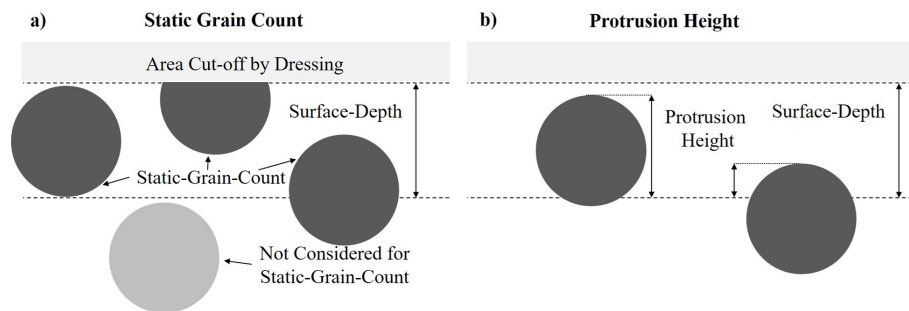 a) Static Grain Count
Area Cut-off by Dressing
Surface-Depth
Static-Grain-Count
Not Considered for
Static-Grain-Count
b) Protrusion Height
Protrusion
Height
Surface-Depth